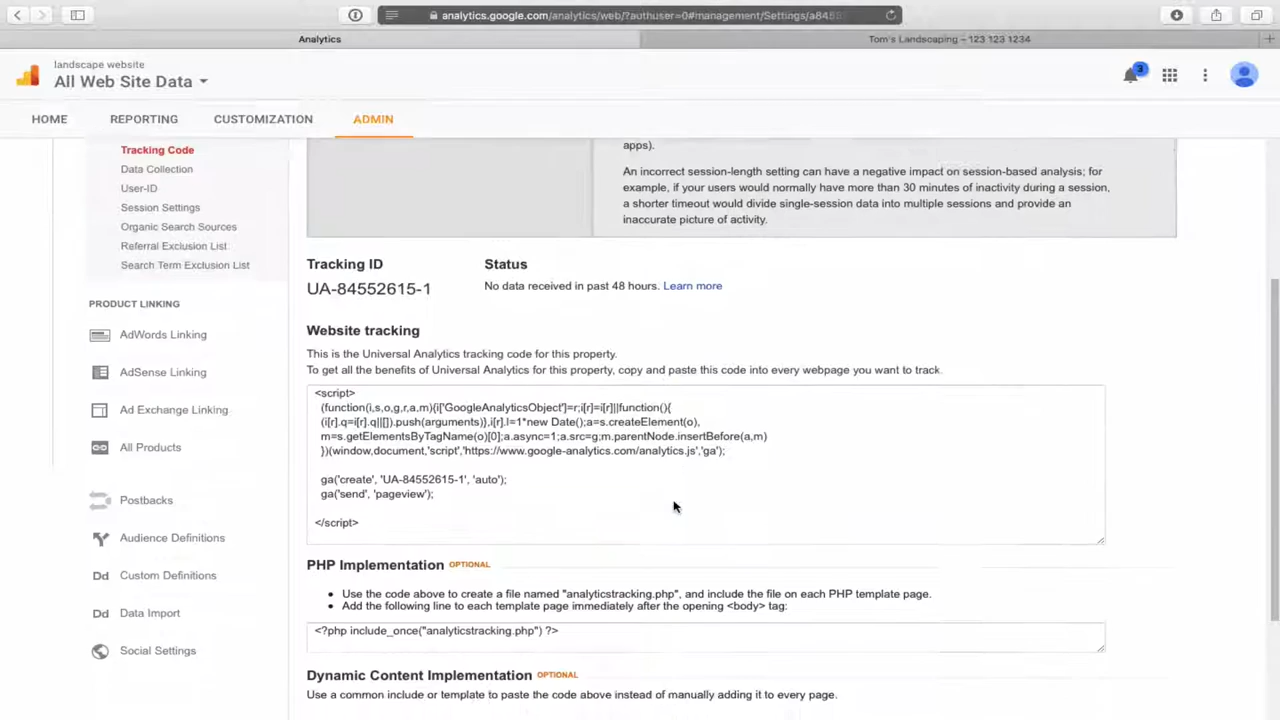 analytics.google.com/analytics/web/?authuser=0#management/Settings/a845
Analytics
Tom's Landscaping – 123 123 1234
landscape website
All Web Site Data
3
HOME
REPORTING
CUSTOMIZATION
ADMIN
Tracking Code
Data Collection
User-ID
Session Settings
Organic Search Sources
Referral Exclusion List
Search Term Exclusion List
PRODUCT LINKING
AdWords Linking
AdSense Linking
Ad Exchange Linking
All Products
Postbacks
Audience Definitions
Dd Custom Definitions
Dd Data Import
Social Settings
apps).
An incorrect session-length setting can have a negative impact on session-based analysis; for
example, if your users would normally have more than 30 minutes of inactivity during a session,
a shorter timeout would divide single-session data into multiple sessions and provide an
inaccurate picture of activity.
Tracking ID
UA-84552615-1
Status
No data received in past 48 hours. Learn more
Website tracking
This is the Universal Analytics tracking code for this property.
To get all the benefits of Universal Analytics for this property, copy and paste this code into every webpage you want to track.
<script>
(function(i,s,o,g,r,a,m){i['GoogleAnalyticsObject']=r;i[r]=i[r]||function(){
(i[r].q=i[r].q||[]).push(arguments)},i[r].l=1*new Date();a=s.createElement(o),
m=s.getElementsByTagName(o)[0];a.async=1;a.src=g;m.parentNode.insertBefore(a,m)
})(window,document,'script','https://www.google-analytics.com/analytics.js','ga');
ga('create', 'UA-84552615-1', 'auto');
ga('send', 'pageview');
</script>
PHP Implementation OPTIONAL
• Use the code above to create a file named "analyticstracking.php", and include the file on each PHP template page.
• Add the following line to each template page immediately after the opening <body> tag:
<?php include_once("analyticstracking.php") ?>
Dynamic Content Implementation OPTIONAL
Use a common include or template to paste the code above instead of manually adding it to every page.